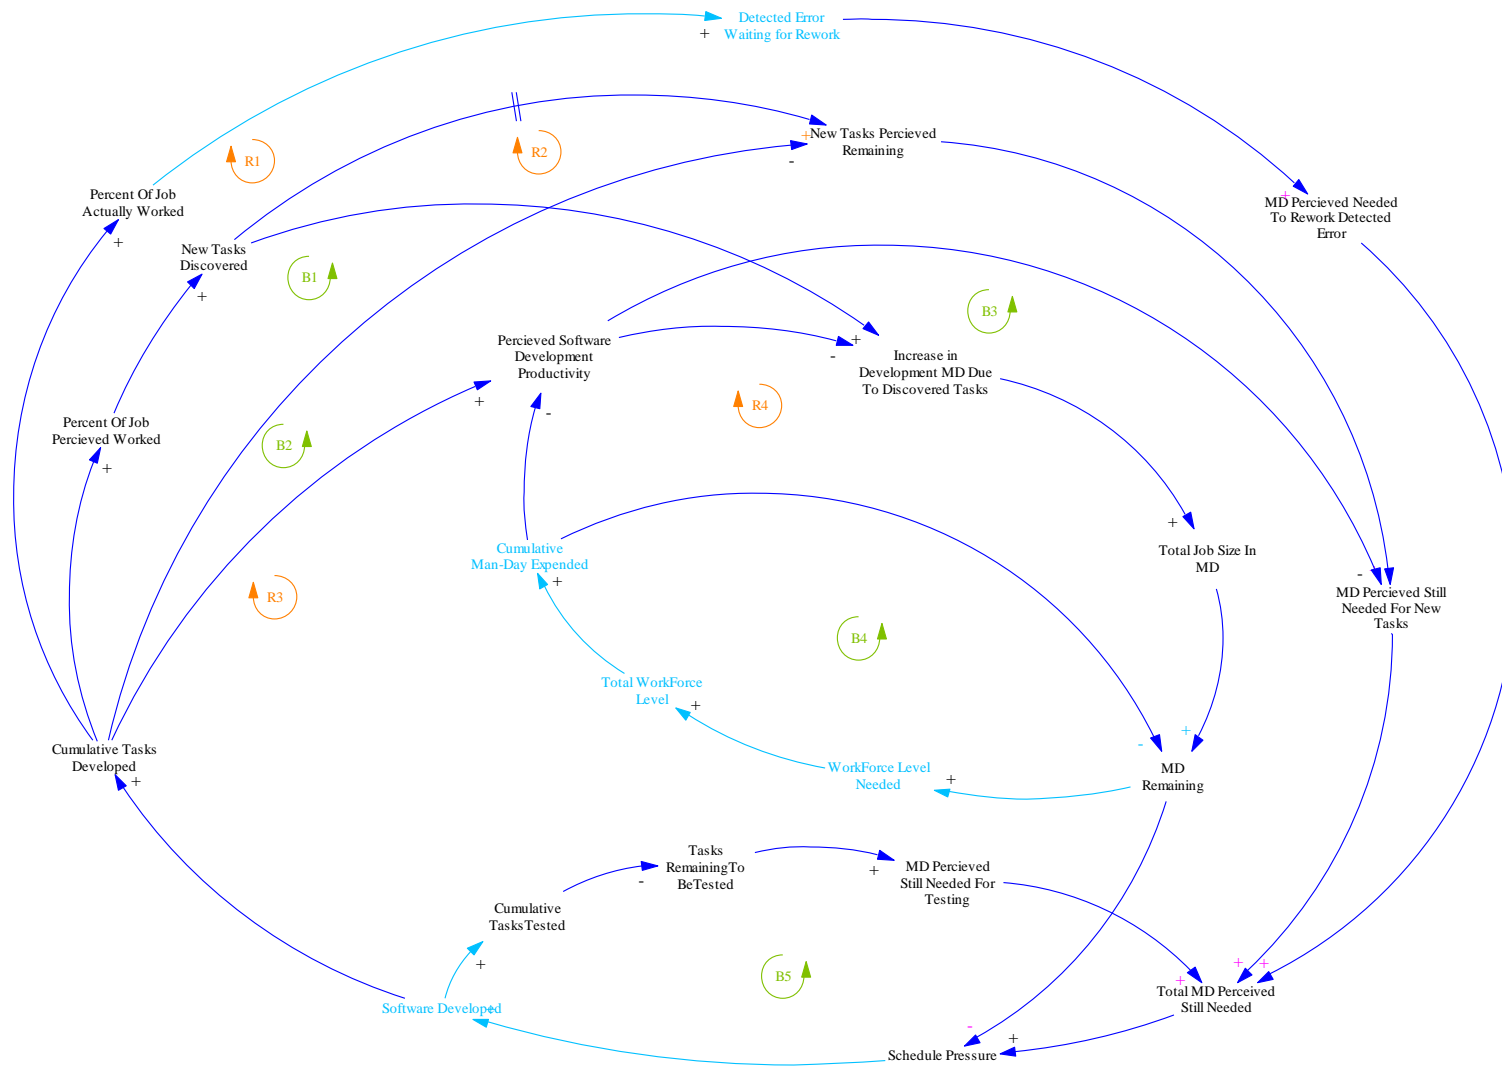 Detected Error
Waiting for Rework
+
R1
R2
+
New Tasks Percieved
Remaining
-
Percent Of Job
Actually Worked
+
+
MD Percieved Needed
To Rework Detected
Error
New Tasks
Discovered
+
B1
B3
Percieved Software
Development
Productivity
+
-
+
-
Increase in
Development MD Due
To Discovered Tasks
R4
Percent Of Job
Percieved Worked
+
B2
Cumulative
Man-Day Expended
+
+
Total Job Size In
MD
-
MD Percieved Still
Needed For New
Tasks
R3
B4
Total WorkForce
Level
+
Cumulative Tasks
Developed
+
WorkForce Level
Needed
+
-
+
MD
Remaining
Tasks
RemainingTo
BeTested
-
+
MD Percieved
Still Needed For
Testing
Cumulative
TasksTested
+
B5
Software Developed
+
+
+
+
Total MD Perceived
Still Needed
-
+
Schedule Pressure